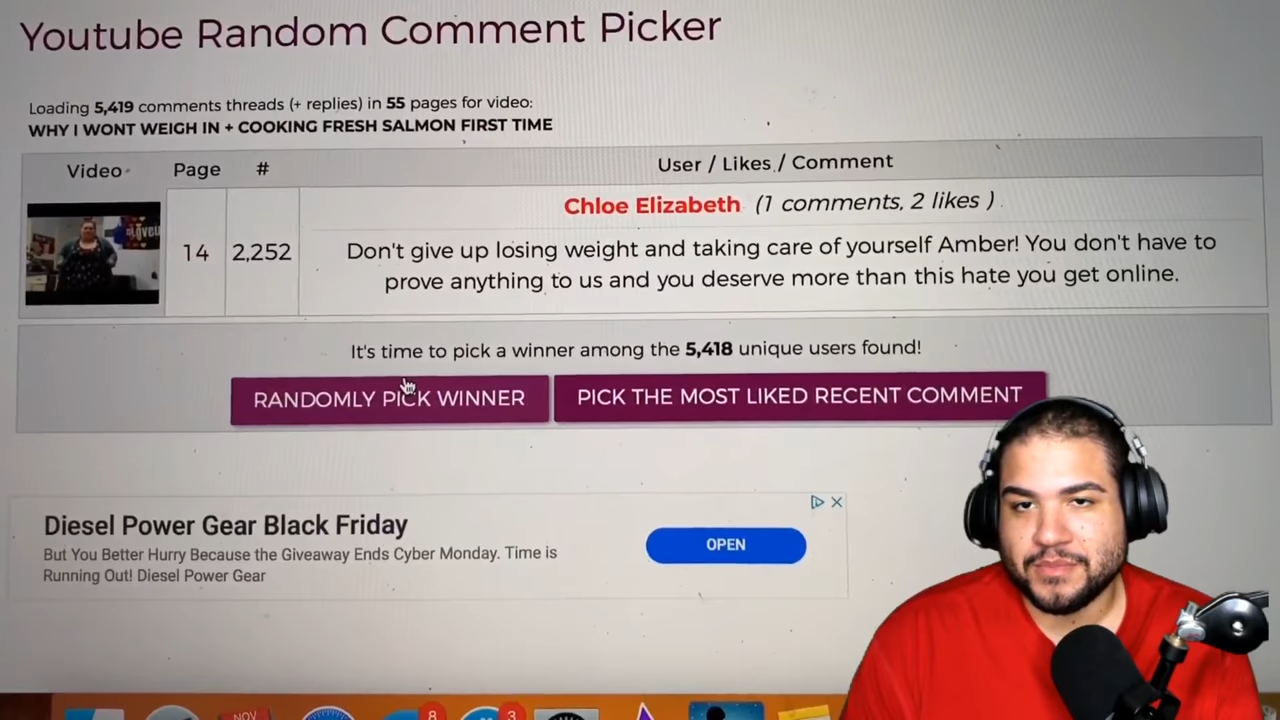 Youtube Random Comment Picker
Loading 5,419 comments threads (+ replies) in 55 pages for video:
WHY I WONT WEIGH IN + COOKING FRESH SALMON FIRST TIME
Video Page # User / Likes / Comment
Chloe Elizabeth (1 comments, 2 likes )
14 2,252 Don't give up losing weight and taking care of yourself Amber! You don't have to
prove anything to us and you deserve more than this hate you get online.
It's time to pick a winner among the 5,418 unique users found!
RANDOMLY PICK WINNER PICK THE MOST LIKED RECENT COMMENT
Diesel Power Gear Black Friday
But You Better Hurry Because the Giveaway Ends Cyber Monday. Time is
Running Out! Diesel Power Gear
OPEN
NOV 8 3